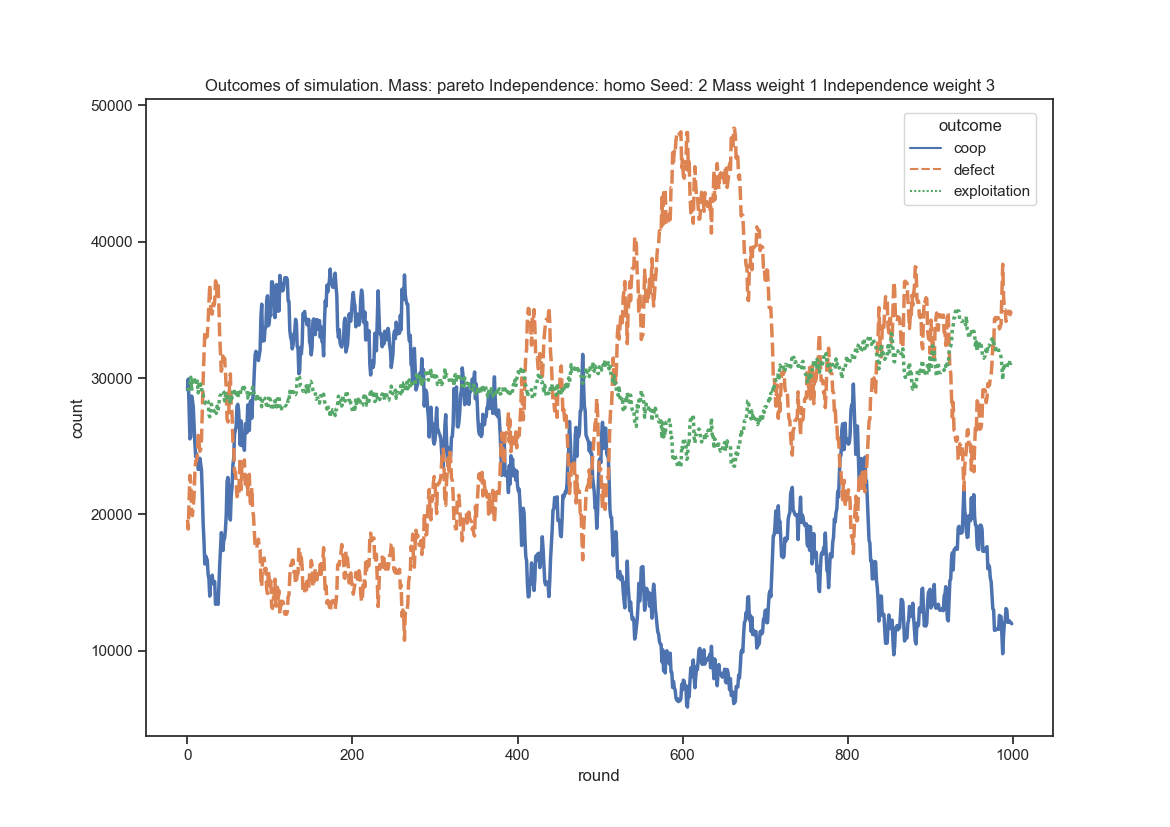 Outcomes of simulation. Mass: pareto Independence: homo Seed: 2 Mass weight 1 Independence weight 3
50000
40000
30000
20000
10000
count
outcome
coop
defect
exploitation
0
200
400
600
800
1000
round